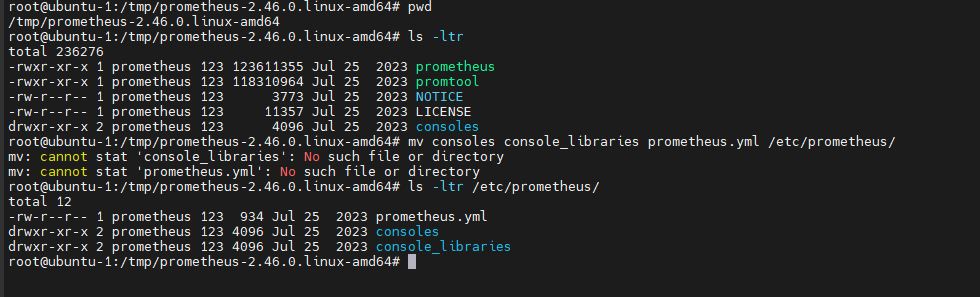 root@ubuntu-1:/tmp/prometheus-2.46.0.linux-amd64# pwd
/tmp/prometheus-2.46.0.linux-amd64
root@ubuntu-1:/tmp/prometheus-2.46.0.linux-amd64# ls -ltr
total 236276
-rwxr-xr-x 1 prometheus 123 123611355 Jul 25  2023 prometheus
-rwxr-xr-x 1 prometheus 123 118310964 Jul 25  2023 promtool
-rw-r--r-- 1 prometheus 123      3773 Jul 25  2023 NOTICE
-rw-r--r-- 1 prometheus 123     11357 Jul 25  2023 LICENSE
drwxr-xr-x 2 prometheus 123      4096 Jul 25  2023 consoles
root@ubuntu-1:/tmp/prometheus-2.46.0.linux-amd64# mv consoles console_libraries prometheus.yml /etc/prometheus/
mv: cannot stat 'console_libraries': No such file or directory
mv: cannot stat 'prometheus.yml': No such file or directory
root@ubuntu-1:/tmp/prometheus-2.46.0.linux-amd64# ls -ltr /etc/prometheus/
total 12
-rw-r--r-- 1 prometheus 123  934 Jul 25  2023 prometheus.yml
drwxr-xr-x 2 prometheus 123 4096 Jul 25  2023 consoles
drwxr-xr-x 2 prometheus 123 4096 Jul 25  2023 console_libraries
root@ubuntu-1:/tmp/prometheus-2.46.0.linux-amd64#